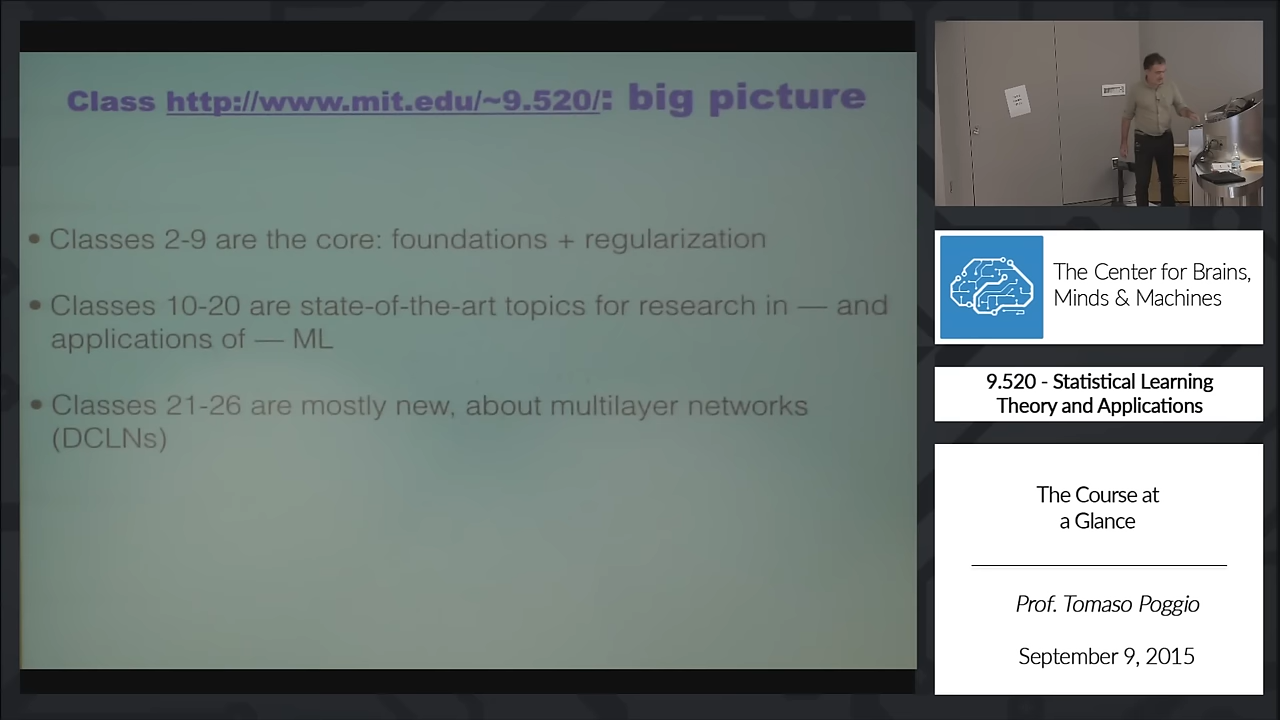 Class http://www.mit.edu/~9.520/: big picture
• Classes 2-9 are the core: foundations + regularization
• Classes 10-20 are state-of-the-art topics for research in — and
applications of — ML
• Classes 21-26 are mostly new, about multilayer networks
(DCLNs)
The Center for Brains,
Minds & Machines
9.520 - Statistical Learning
Theory and Applications
The Course at
a Glance
Prof. Tomaso Poggio
September 9, 2015